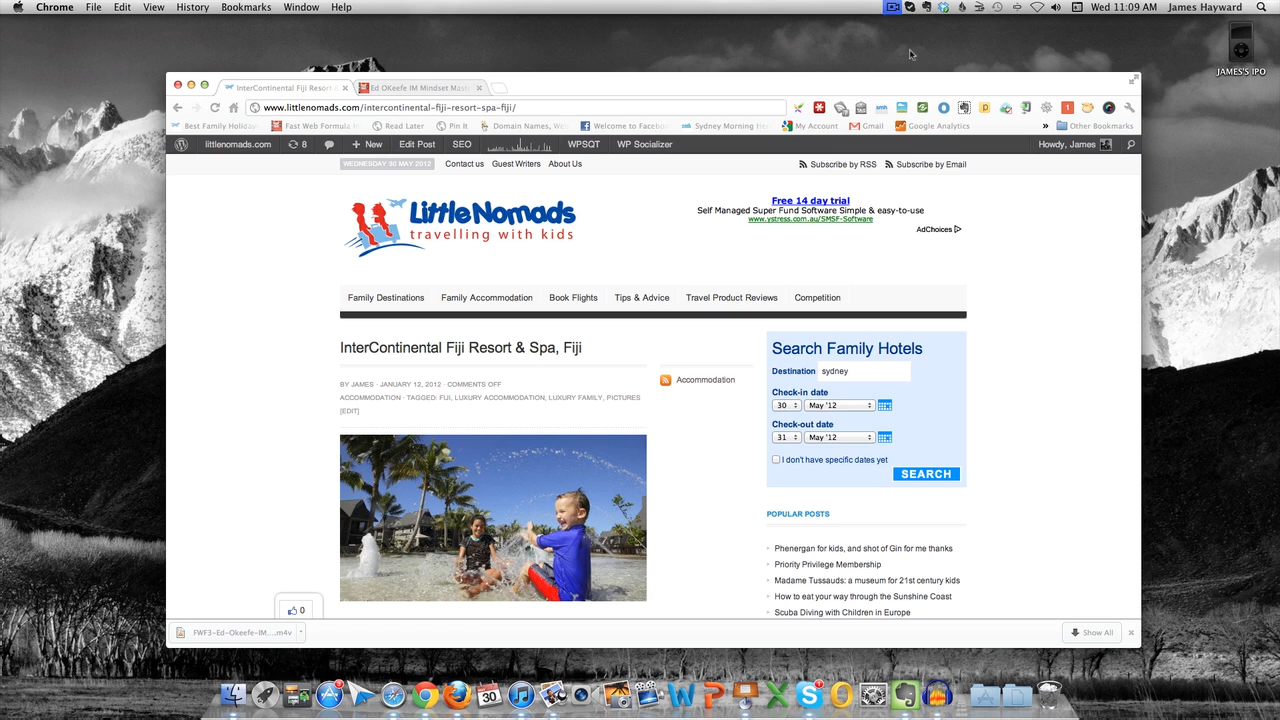 Chrome File Edit View History Bookmarks Window Help Wed 11:09 AM James Hayward
JAMES'S IPO
InterContinental Fiji Resort &
Ed OKeefe IM Mindset Mast
www.littlenomads.com/intercontinental-fiji-resort-spa-fiji/
Best Family Holiday Fast Web Formula Read Later Pin It Domain Names, We Welcome to Facebo Sydney Morning He My Account Gmail Google Analytics » Other Bookmarks
littlenomads.com 8 + New Edit Post SEO WPSQT WP Socializer Howdy, James
WEDNESDAY 30 MAY 2012 Contact us Guest Writers About Us Subscribe by RSS Subscribe by Email
LittleNomads
travelling with kids
Free 14 day trial
Self Managed Super Fund Software Simple & easy-to-use
www.ystress.com.au/SMSF-Software
AdChoices
Family Destinations Family Accommodation Book Flights Tips & Advice Travel Product Reviews Competition
InterContinental Fiji Resort & Spa, Fiji
BY JAMES · JANUARY 12, 2012 · COMMENTS OFF
ACCOMMODATION · TAGGED: FIJI, LUXURY ACCOMMODATION, LUXURY FAMILY, PICTURES
[EDIT]
Accommodation
Search Family Hotels
Destination sydney
Check-in date
30 May '12
Check-out date
31 May '12
I don't have specific dates yet
SEARCH
POPULAR POSTS
Phenergan for kids, and shot of Gin for me thanks
Priority Privilege Membership
Madame Tussauds: a museum for 21st century kids
How to eat your way through the Sunshine Coast
Scuba Diving with Children in Europe
0
FWF3-Ed-Okeefe-IM....m4v
Show All
30